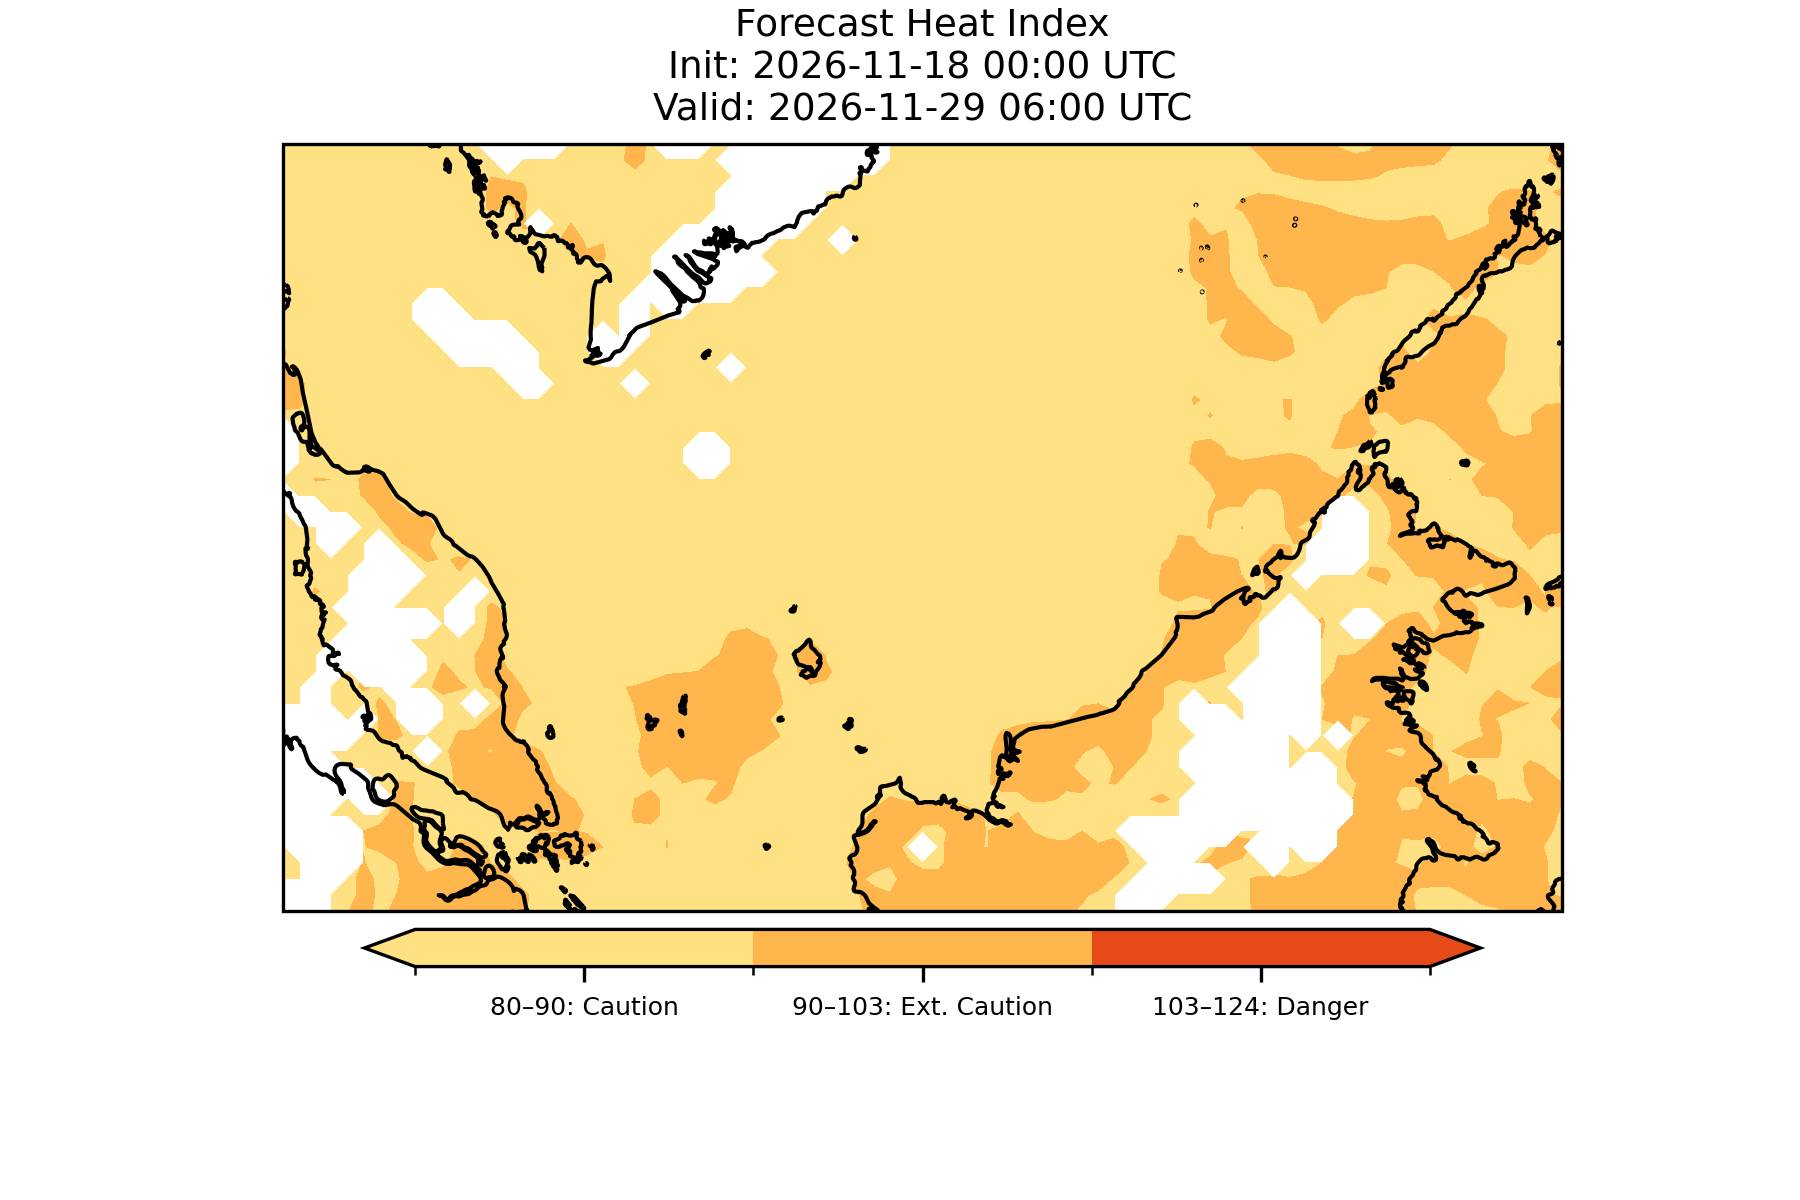 Forecast Heat Index
Init: 2026-11-18 00:00 UTC
Valid: 2026-11-29 06:00 UTC
80–90: Caution
90–103: Ext. Caution
103–124: Danger